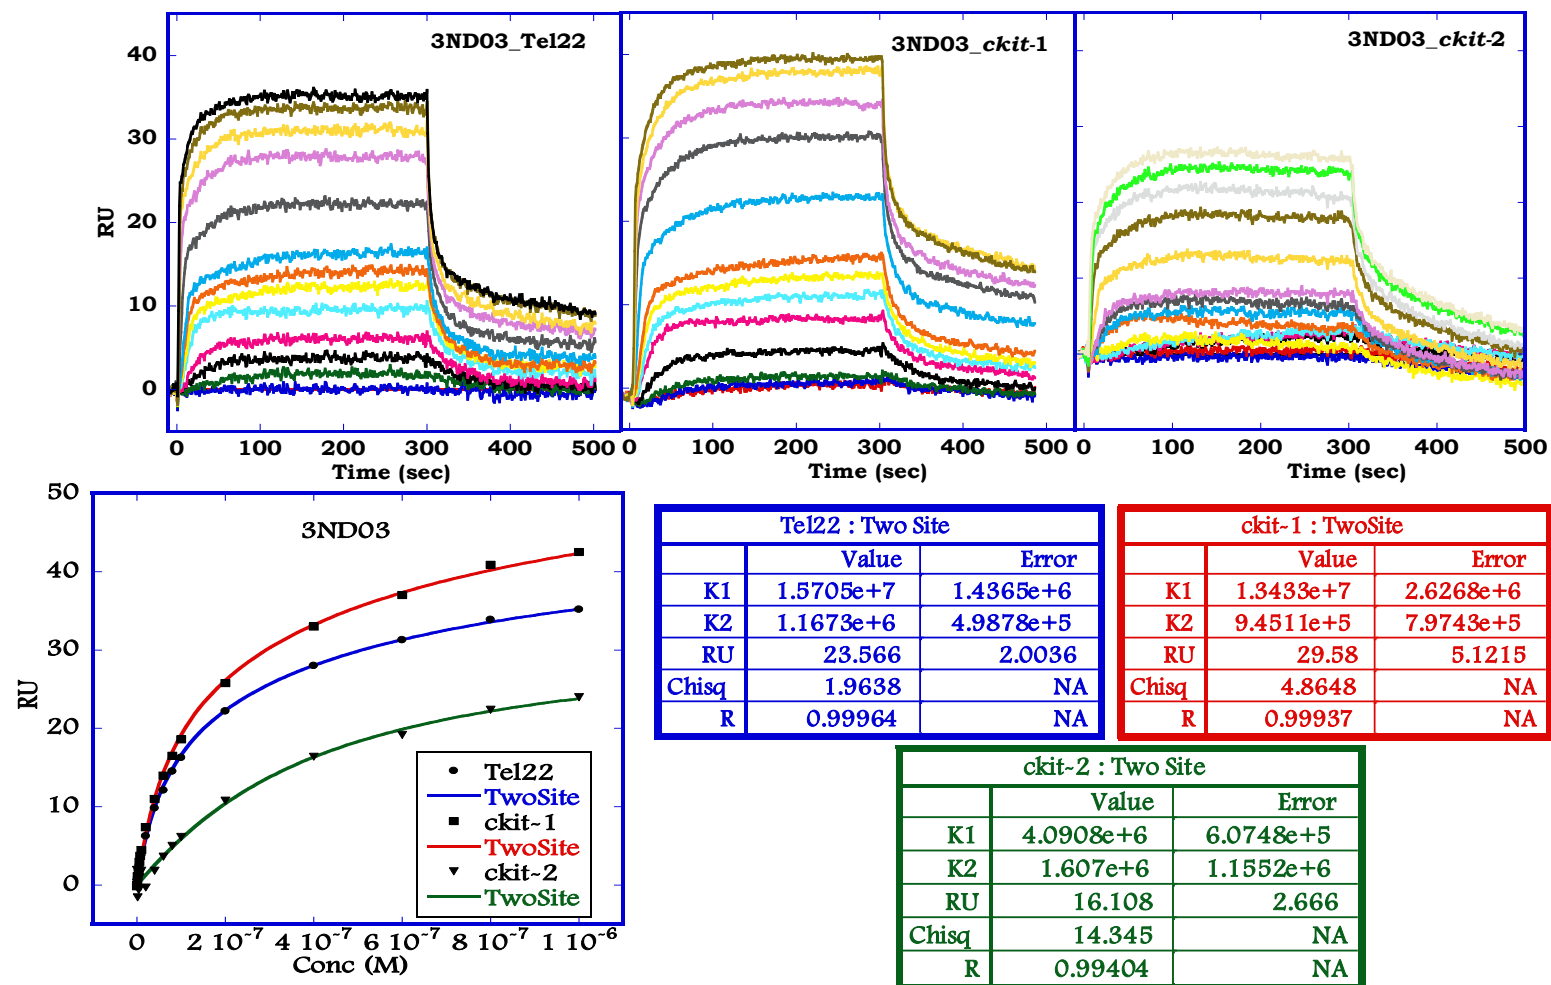 3ND03_Tel22
3ND03_ckit-1
3ND03_ckit-2
RU
40
30
20
10
0
0 100 200 300 400 500
0 100 200 300 400 500
0 100 200 300 400 500
Time (sec)
Time (sec)
Time (sec)
3ND03
RU
50
40
30
20
10
0
Tel22
TwoSite
ckit-1
TwoSite
ckit-2
TwoSite
0 2 10-7 4 10-7 6 10-7 8 10-7 1 10-6
Conc (M)
Tel22 : Two Site
Value Error
K1 1.5705e+7 1.4365e+6
K2 1.1673e+6 4.9878e+5
RU 23.566 2.0036
Chisq 1.9638 NA
R 0.99964 NA
ckit-1 : TwoSite
Value Error
K1 1.3433e+7 2.6268e+6
K2 9.4511e+5 7.9743e+5
RU 29.58 5.1215
Chisq 4.8648 NA
R 0.99937 NA
ckit-2 : Two Site
Value Error
K1 4.0908e+6 6.0748e+5
K2 1.607e+6 1.1552e+6
RU 16.108 2.666
Chisq 14.345 NA
R 0.99404 NA